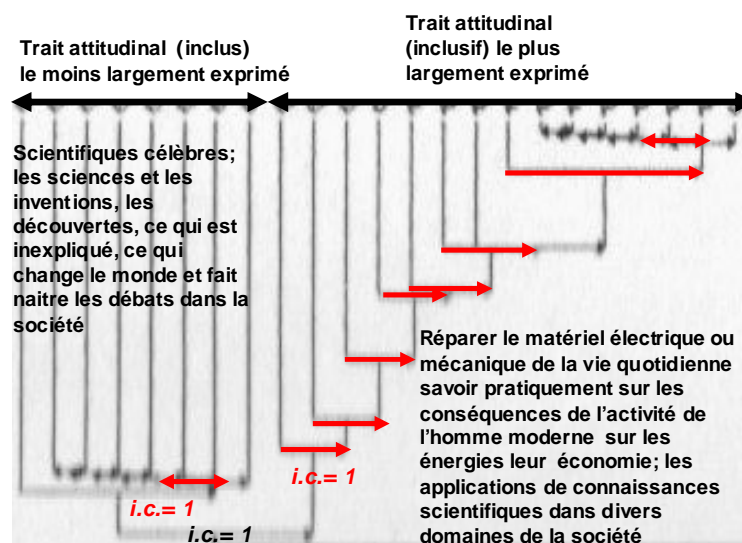 Trait attitudinal (inclus)
le moins largement exprimé
Trait attitudinal
(inclusif) le plus
largement exprimé
Scientifiques célèbres;
les sciences et les
inventions, les
découvertes, ce qui est
inexpliqué, ce qui
change le monde et fait
naitre les débats dans la
société
Réparer le matériel électrique ou
mécanique de la vie quotidienne
savoir pratiquement sur les
conséquences de l'activité de
l'homme moderne sur les
énergies leur économie; les
applications de connaissances
scientifiques dans divers
domaines de la société
i.c.= 1
i.c.= 1
i.c.= 1